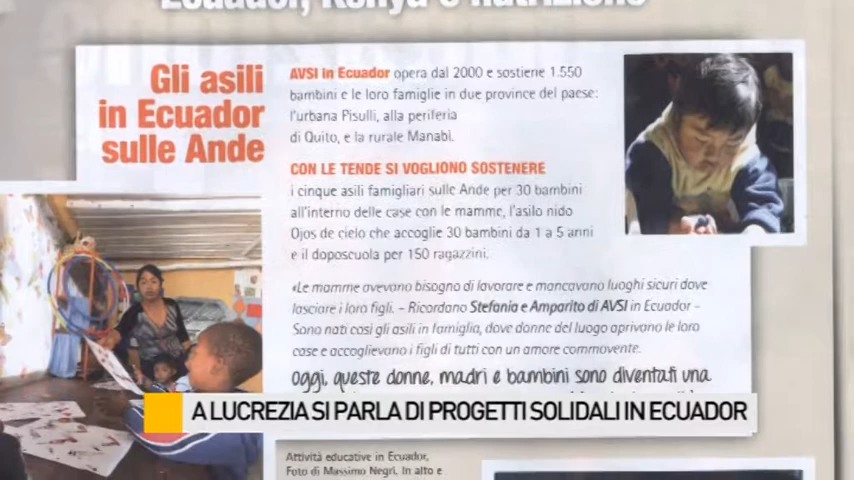 Ecuador, Kenya e nutrizione
Gli asili
in Ecuador
sulle Ande
AVSI in Ecuador opera dal 2000 e sostiene 1.550
bambini e le loro famiglie in due province del paese:
l'urbana Pisulli, alla periferia
di Quito, e la rurale Manabì.
CON LE TENDE SI VOGLIONO SOSTENERE
i cinque asili famigliari sulle Ande per 30 bambini
all'interno delle case con le mamme, l'asilo nido
Ojos de cielo che accoglie 30 bambini da 1 a 5 anni
e il doposcuola per 150 ragazzini.
«Le mamme avevano bisogno di lavorare e mancavano luoghi sicuri dove
lasciare i loro figli. – Ricordano Stefania e Amparito di AVSI in Ecuador –
Sono nati così gli asili in famiglia, dove donne del luogo aprivano le loro
case e accoglievano i figli di tutti con un amore commovente.
Oggi, queste donne, madri e bambini sono diventati una
A LUCREZIA SI PARLA DI PROGETTI SOLIDALI IN ECUADOR
Attività educative in Ecuador,
Foto di Massimo Negri. In alto e